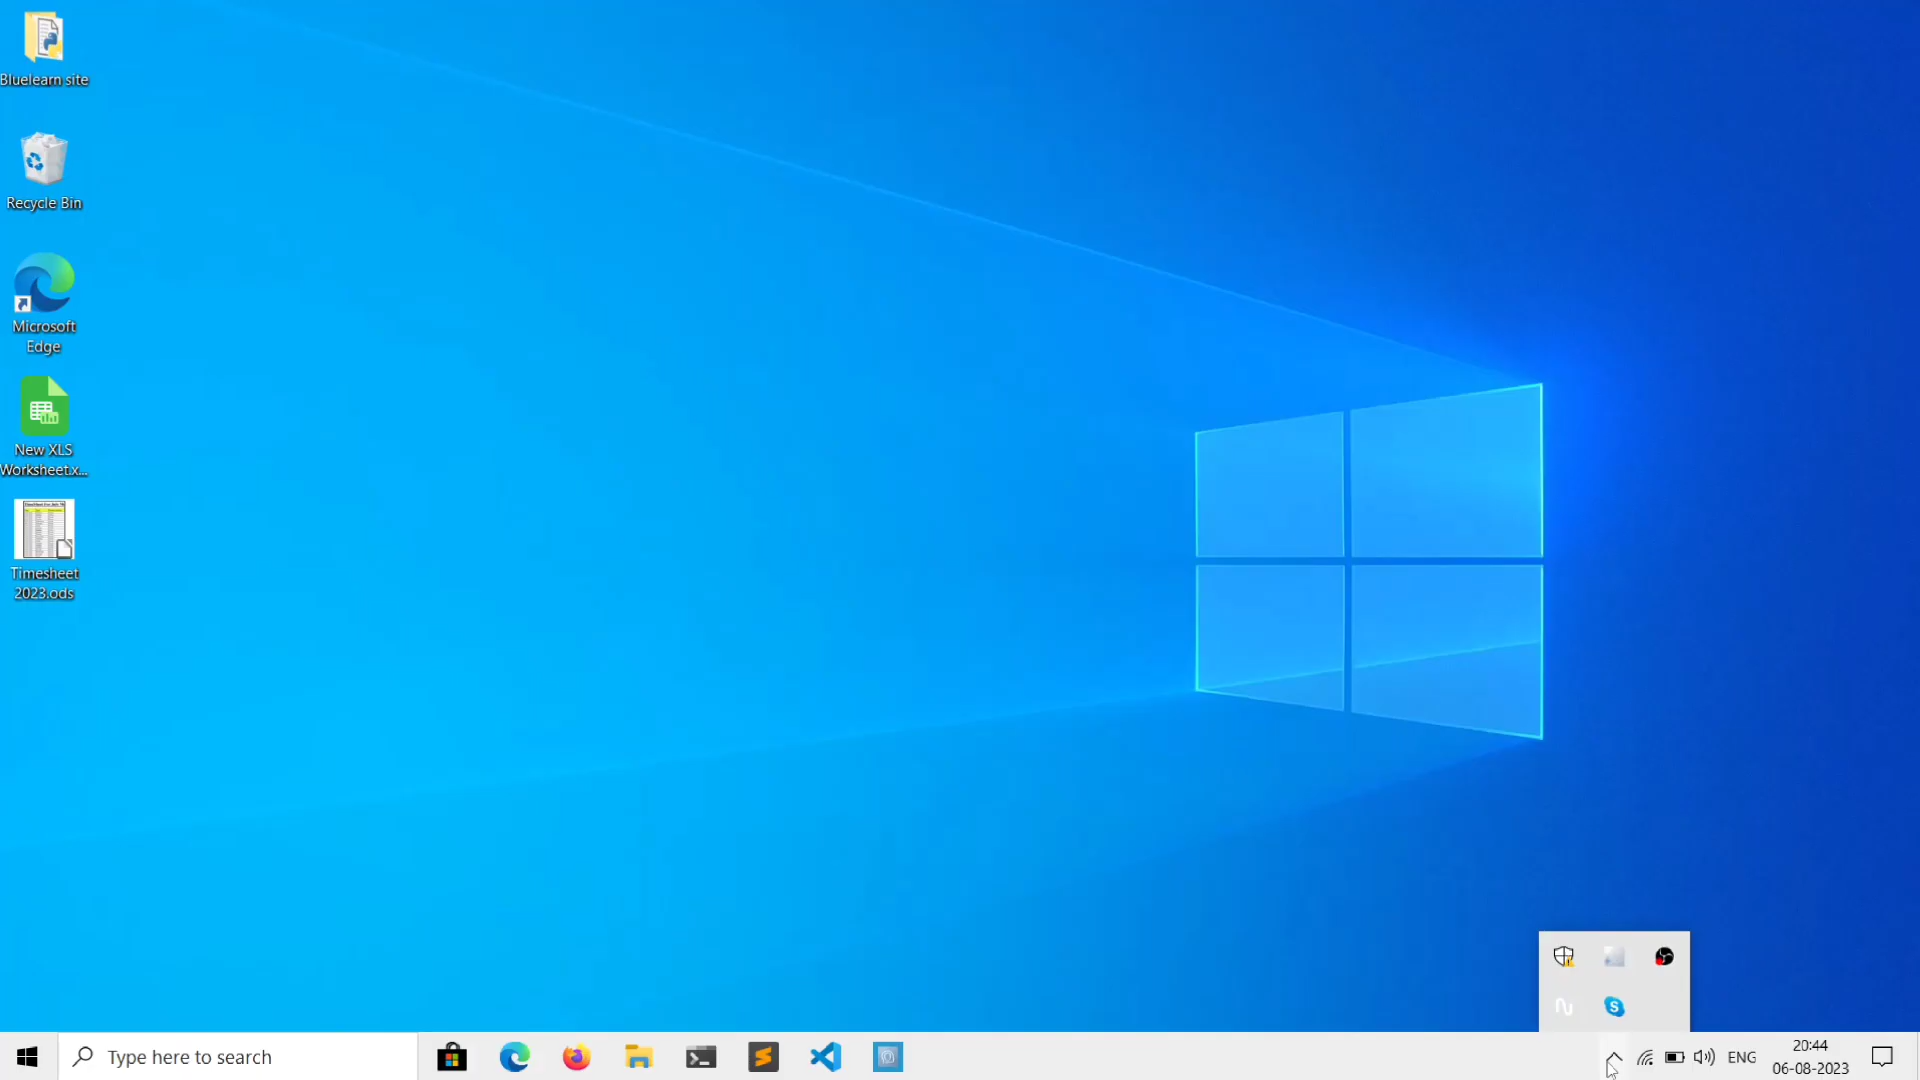 Bluelearn site
Recycle Bin
Microsoft
Edge
New XLS
Worksheet.x...
Timesheet
2023.ods
Type here to search
ENG
20:44
06-08-2023